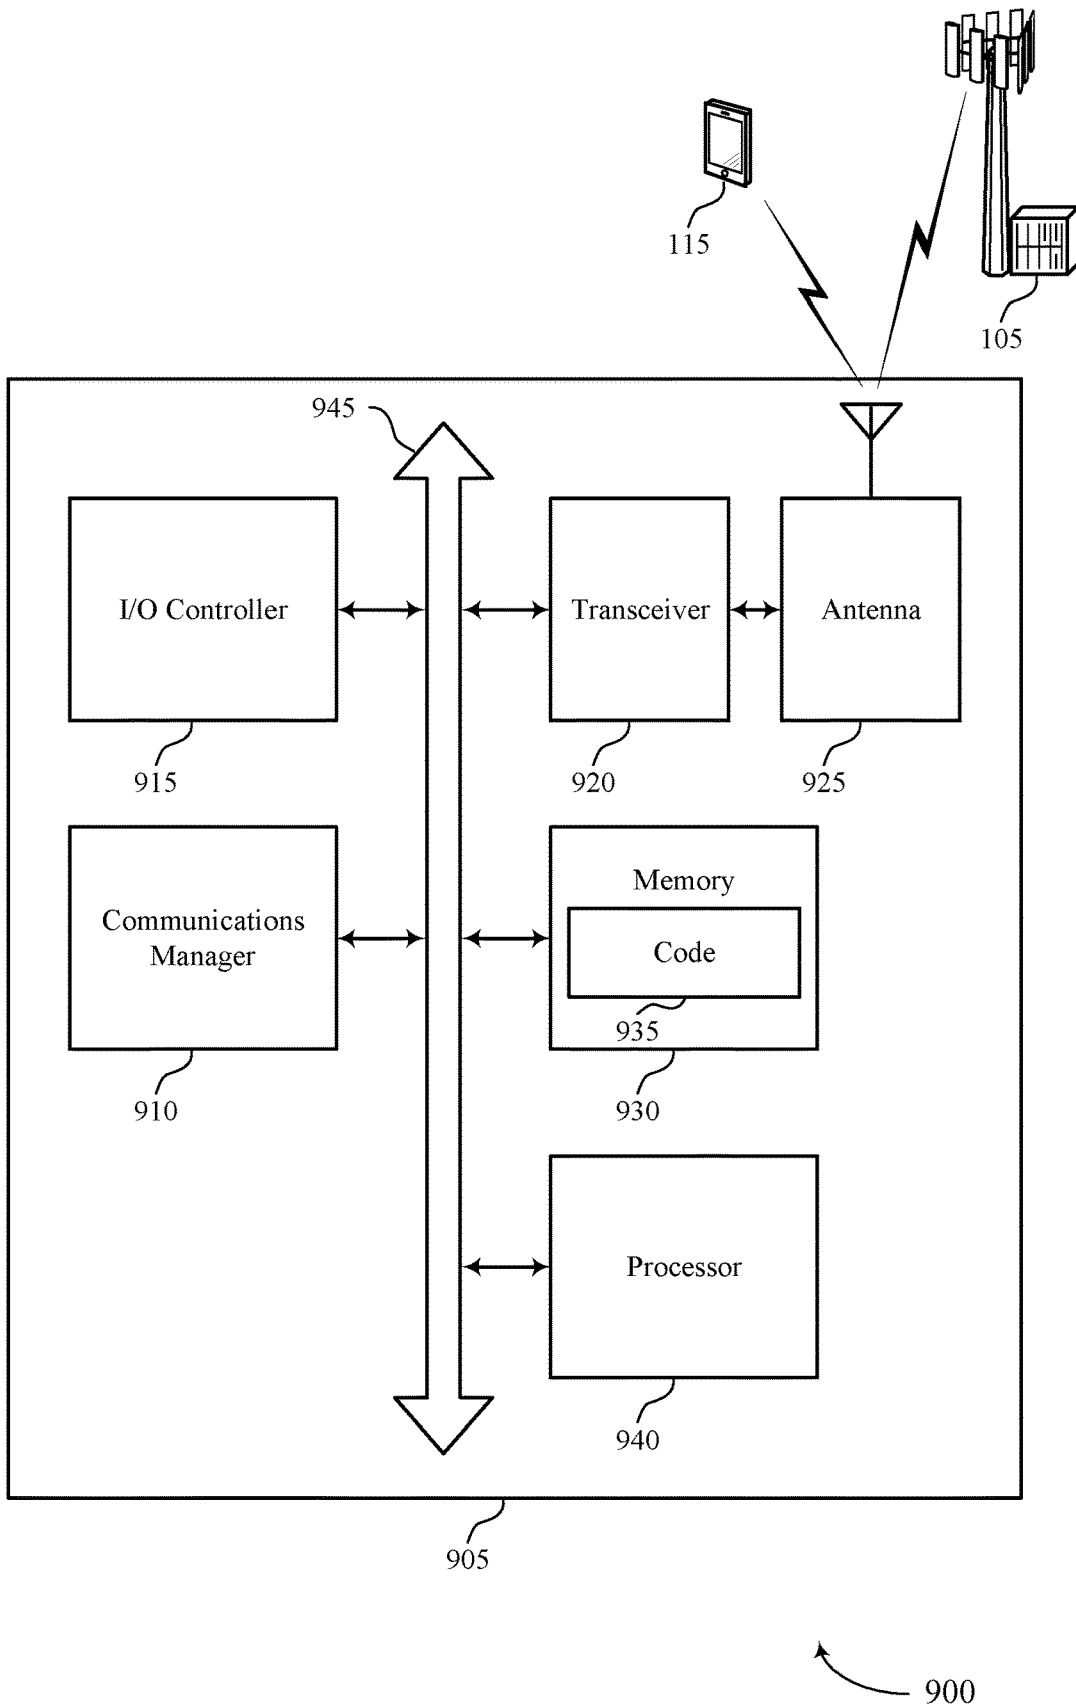 115
105
945
I/O Controller
Transceiver
Antenna
915
920
925
Communications
Manager
Memory
Code
935
910
930
Processor
940
905
900